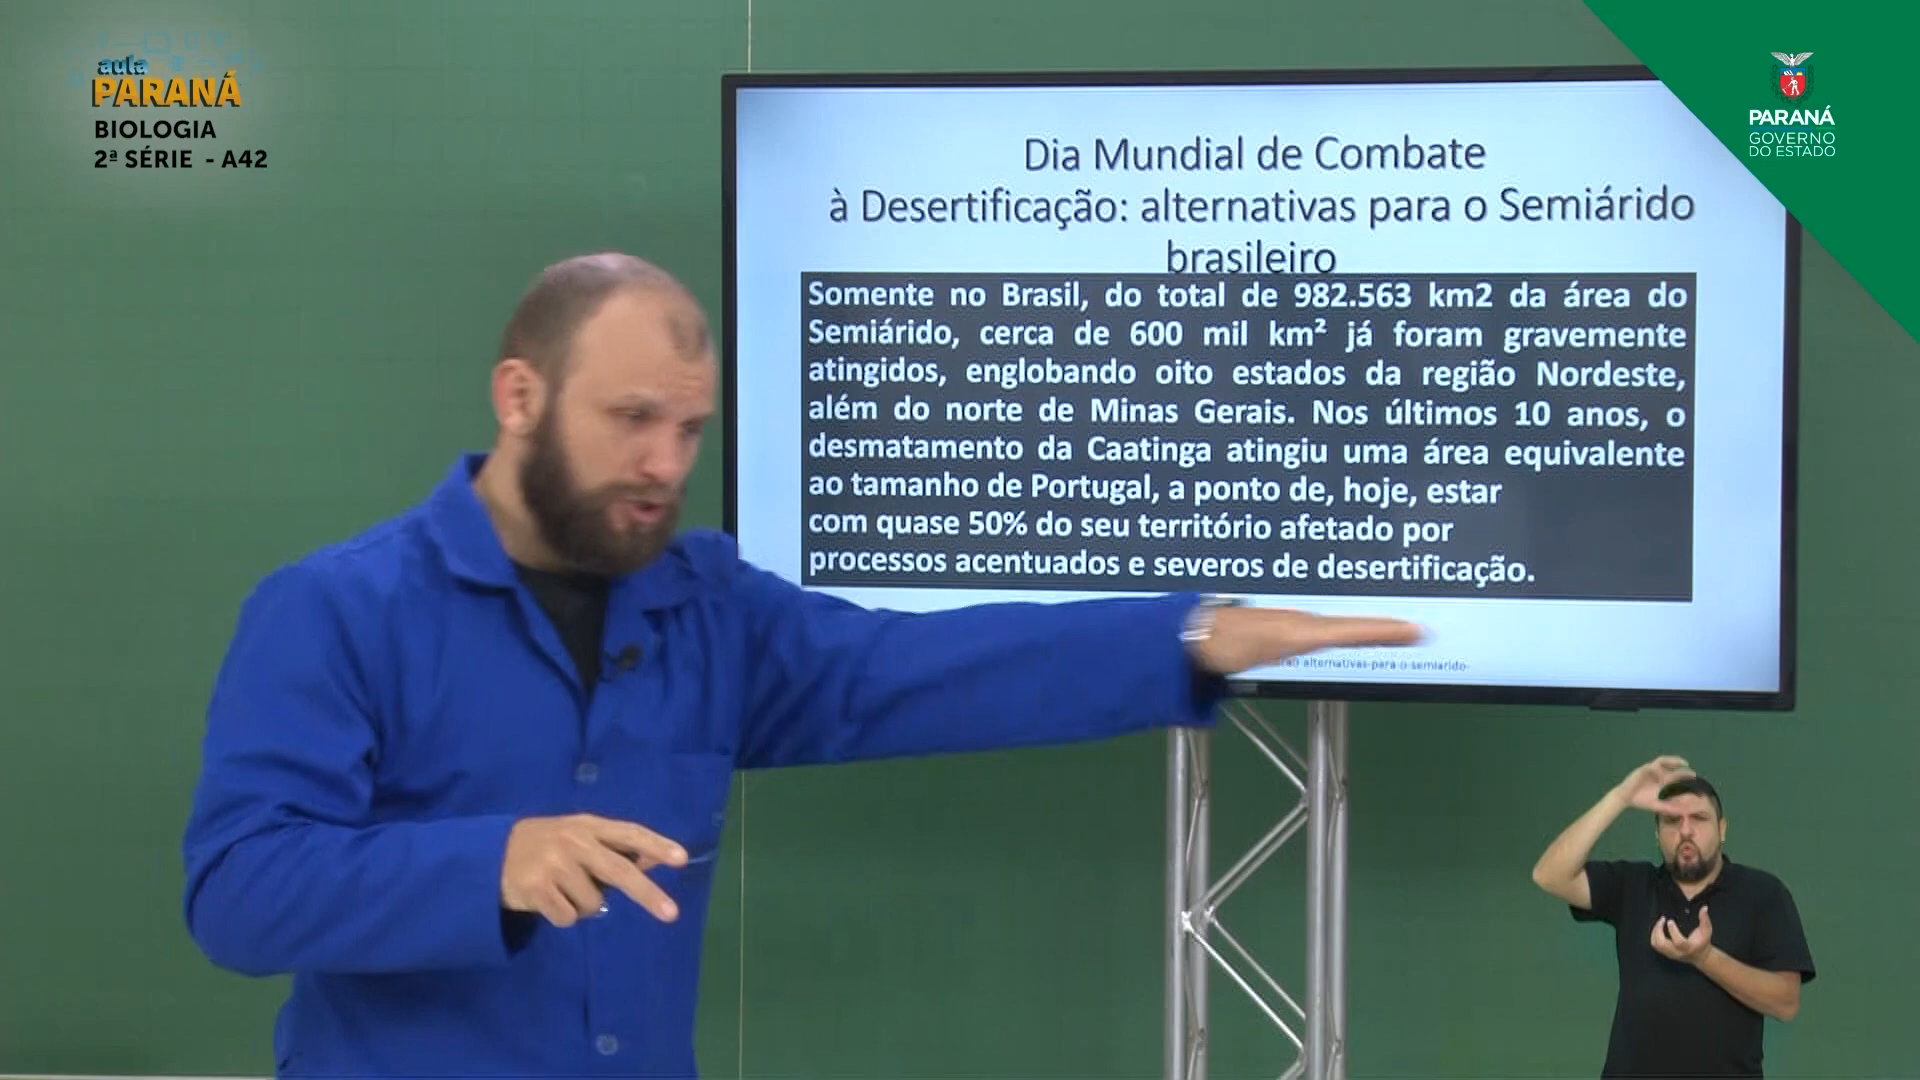 aula
PARANÁ
BIOLOGIA
2ª SÉRIE - A42
PARANÁ
GOVERNO
DO ESTADO
Dia Mundial de Combate
à Desertificação: alternativas para o Semiárido
brasileiro
Somente no Brasil, do total de 982.563 km2 da área do
Semiárido, cerca de 600 mil km² já foram gravemente
atingidos, englobando oito estados da região Nordeste,
além do norte de Minas Gerais. Nos últimos 10 anos, o
desmatamento da Caatinga atingiu uma área equivalente
ao tamanho de Portugal, a ponto de, hoje, estar
com quase 50% do seu território afetado por
processos acentuados e severos de desertificação.
alternativas-para-o-semiarido-